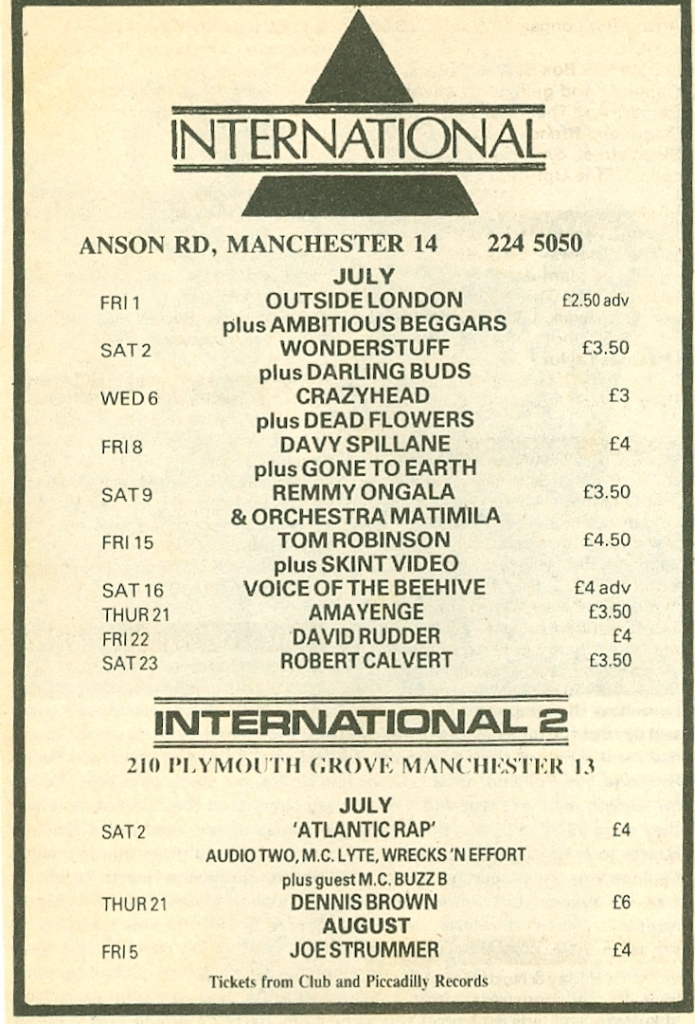 INTERNATIONAL
ANSON RD, MANCHESTER 14 224 5050
JULY
FRI 1 OUTSIDE LONDON £2.50 adv
plus AMBITIOUS BEGGARS
SAT 2 WONDERSTUFF £3.50
plus DARLING BUDS
WED 6 CRAZYHEAD £3
plus DEAD FLOWERS
FRI 8 DAVY SPILLANE £4
plus GONE TO EARTH
SAT 9 REMMY ONGALA £3.50
& ORCHESTRA MATIMILA
FRI 15 TOM ROBINSON £4.50
plus SKINT VIDEO
SAT 16 VOICE OF THE BEEHIVE £4 adv
THUR 21 AMAYENGE £3.50
FRI 22 DAVID RUDDER £4
SAT 23 ROBERT CALVERT £3.50
INTERNATIONAL 2
210 PLYMOUTH GROVE MANCHESTER 13
JULY
SAT 2 'ATLANTIC RAP' £4
AUDIO TWO, M.C. LYTE, WRECKS 'N EFFORT
plus guest M.C. BUZZ B
THUR 21 DENNIS BROWN £6
AUGUST
FRI 5 JOE STRUMMER £4
Tickets from Club and Piccadilly Records